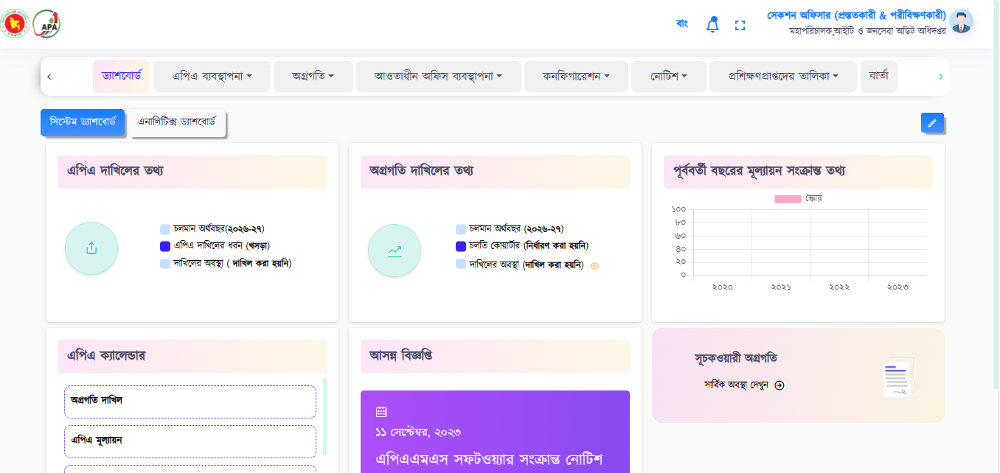 APA
বাং
সেকশন অফিসার (প্রস্ততকারী & পরীবিক্ষণকারী)
মহাপরিচালক,আইটি ও জনসেবা অডিট অধিদপ্তর
ড্যাশবোর্ড
এপিএ ব্যবস্থাপনা
অগ্রগতি
আওতাধীন অফিস ব্যবস্থাপনা
কনফিগারেশন
নোটিশ
প্রশিক্ষণপ্রাপ্তদের তালিকা
বার্তা
সিস্টেম ড্যাশবোর্ড
এনালিটিক্স ড্যাশবোর্ড
এপিএ দাখিলের তথ্য
চলমান অর্থবছর(২০২৬-২৭)
এপিএ দাখিলের ধরন (খসড়া)
দাখিলের অবস্থা ( দাখিল করা হয়নি)
অগ্রগতি দাখিলের তথ্য
চলমান অর্থবছর (২০২৬-২৭)
চলতি কোয়ার্টার (নির্ধারণ করা হয়নি)
দাখিলের অবস্থা (দাখিল করা হয়নি)
পূর্ববর্তী বছরের মূল্যায়ন সংক্রান্ত তথ্য
স্কোর
১০০
৮০
৬০
৪০
২০
০
২০২০
২০২১
২০২২
২০২৩
এপিএ ক্যালেন্ডার
অগ্রগতি দাখিল
এপিএ মূল্যায়ন
আসন্ন বিজ্ঞপ্তি
১১ সেপ্টেম্বর, ২০২৩
এপিএএমএস সফটওয়্যার সংক্রান্ত নোটিশ
সূচকওয়ারী অগ্রগতি
সার্বিক অবস্থা দেখুন